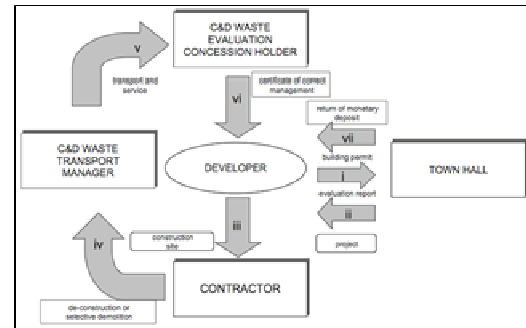 C&D WASTE
EVALUATION
CONCESSION HOLDER
v
transport and
service
vi
certificate of correct
management
return of monetary
deposit
vii
C&D WASTE
TRANSPORT
MANAGER
DEVELOPER
building permit
i
TOWN HALL
evaluation report
ii
iii
project
construction
site
iv
CONTRACTOR
de-construction or
selective demolition